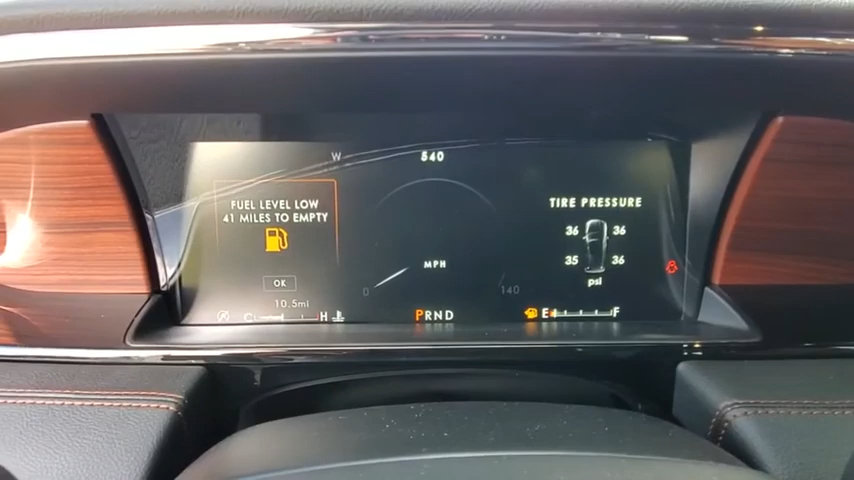 W
540
FUEL LEVEL LOW
41 MILES TO EMPTY
OK
10.5mi
TIRE PRESSURE
36 36
35 36
psi
MPH
0 140
C H
PRND
E F